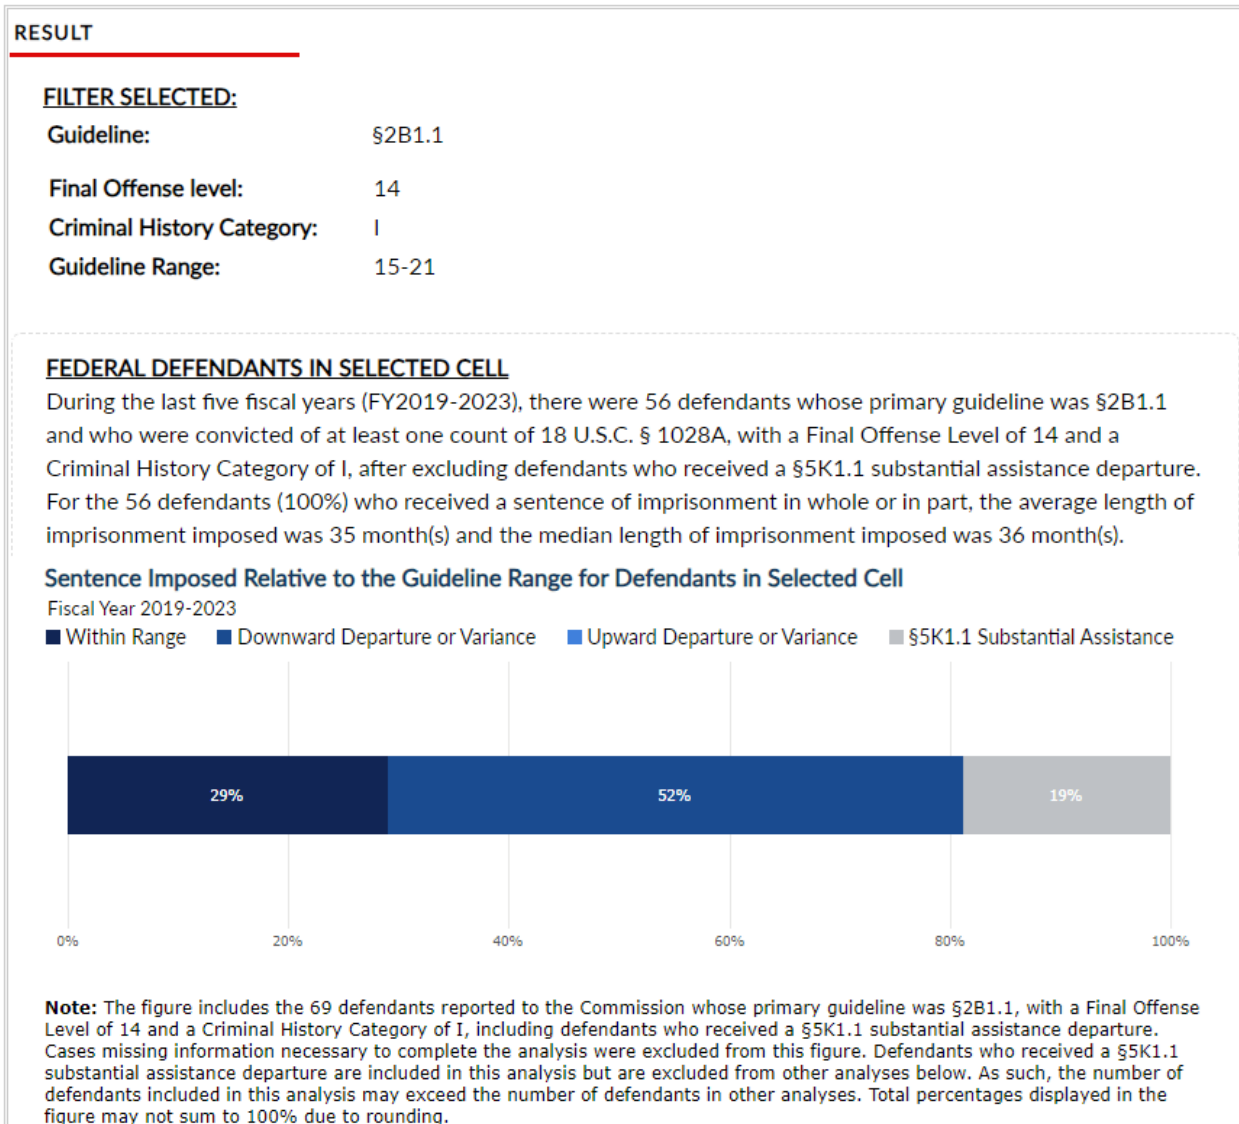 RESULT
FILTER SELECTED:
Guideline: §2B1.1
Final Offense level: 14
Criminal History Category: I
Guideline Range: 15-21
FEDERAL DEFENDANTS IN SELECTED CELL
During the last five fiscal years (FY2019-2023), there were 56 defendants whose primary guideline was §2B1.1
and who were convicted of at least one count of 18 U.S.C. § 1028A, with a Final Offense Level of 14 and a
Criminal History Category of I, after excluding defendants who received a §5K1.1 substantial assistance departure.
For the 56 defendants (100%) who received a sentence of imprisonment in whole or in part, the average length of
imprisonment imposed was 35 month(s) and the median length of imprisonment imposed was 36 month(s).
Sentence Imposed Relative to the Guideline Range for Defendants in Selected Cell
Fiscal Year 2019-2023
Within Range Downward Departure or Variance Upward Departure or Variance §5K1.1 Substantial Assistance
29% 52% 19%
0% 20% 40% 60% 80% 100%
Note: The figure includes the 69 defendants reported to the Commission whose primary guideline was §2B1.1, with a Final Offense
Level of 14 and a Criminal History Category of I, including defendants who received a §5K1.1 substantial assistance departure.
Cases missing information necessary to complete the analysis were excluded from this figure. Defendants who received a §5K1.1
substantial assistance departure are included in this analysis but are excluded from other analyses below. As such, the number of
defendants included in this analysis may exceed the number of defendants in other analyses. Total percentages displayed in the
figure may not sum to 100% due to rounding.